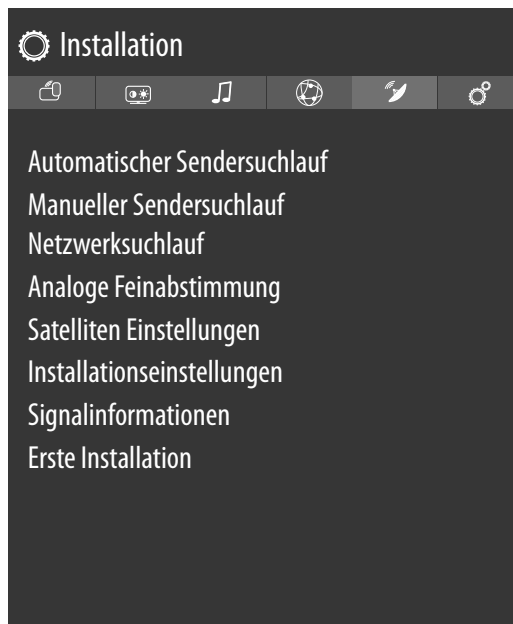 Installation
Automatischer Sendersuchlauf
Manueller Sendersuchlauf
Netzwerksuchlauf
Analoge Feinabstimmung
Satelliten Einstellungen
Installationseinstellungen
Signalinformationen
Erste Installation